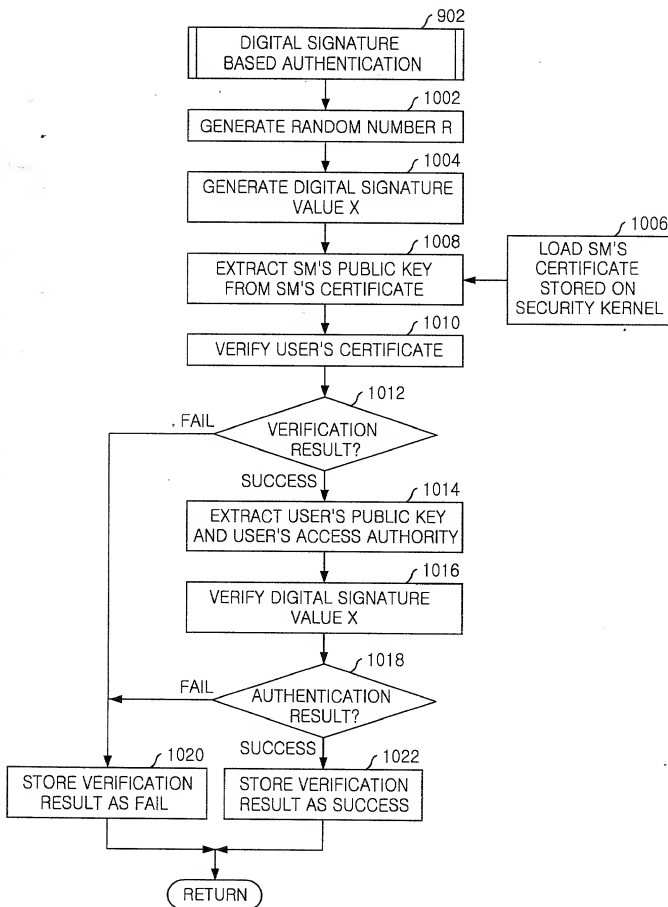 902
DIGITAL SIGNATURE
BASED AUTHENTICATION
1002
GENERATE RANDOM NUMBER R
1004
GENERATE DIGITAL SIGNATURE
VALUE X
1006
LOAD SM'S
CERTIFICATE
STORED ON
SECURITY KERNEL
1008
EXTRACT SM'S PUBLIC KEY
FROM SM'S CERTIFICATE
1010
VERIFY USER'S CERTIFICATE
1012
FAIL
VERIFICATION
RESULT?
SUCCESS
1014
EXTRACT USER'S PUBLIC KEY
AND USER'S ACCESS AUTHORITY
1016
VERIFY DIGITAL SIGNATURE
VALUE X
1018
FAIL
AUTHENTICATION
RESULT?
SUCCESS
1020
STORE VERIFICATION
RESULT AS FAIL
1022
STORE VERIFICATION
RESULT AS SUCCESS
RETURN